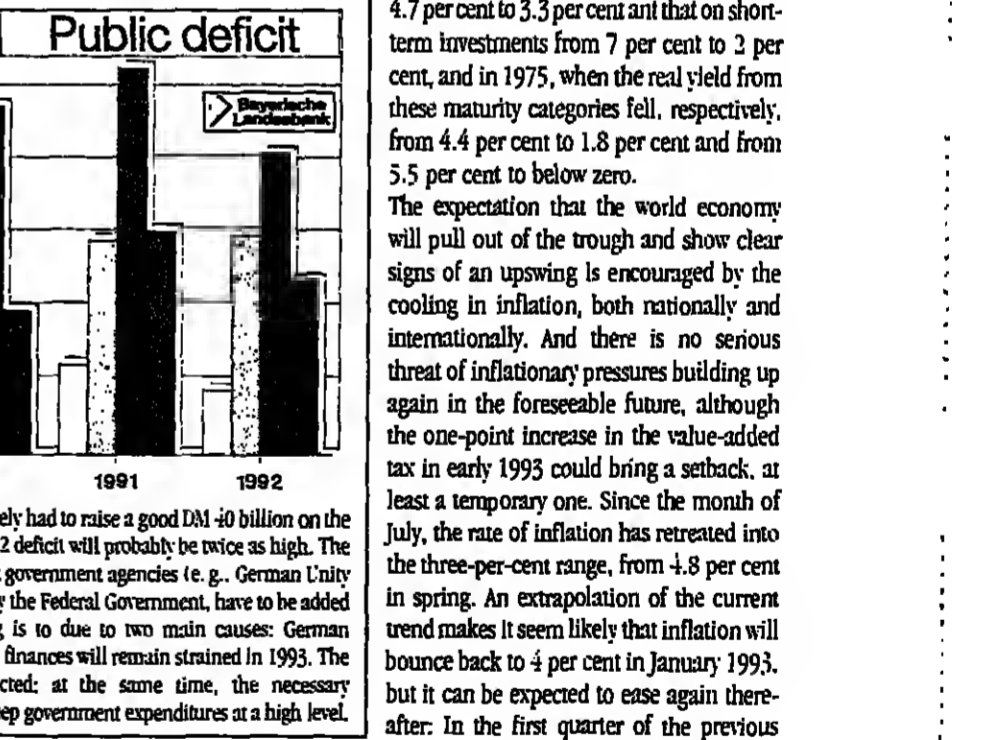 Public deficit
Bayerische
Landesbank
1991
1992
ely had to raise a good DM 40 billion on the
2 deficit will probably be twice as high. The
government agencies (e. g.. German Unity
y the Federal Government, have to be added
g is to due to two main causes: German
finances will remain strained in 1993. The
cted; at the same time, the necessary
ep government expenditures at a high level.
4.7 per cent to 3.3 per cent ant that on short-
term investments from 7 per cent to 2 per
cent, and in 1975, when the real yield from
these maturity categories fell, respectively,
from 4.4 per cent to 1.8 per cent and from
5.5 per cent to below zero.
The expectation that the world economy
will pull out of the trough and show clear
signs of an upswing is encouraged by the
cooling in inflation, both nationally and
internationally. And there is no serious
threat of inflationary pressures building up
again in the foreseeable future, although
the one-point increase in the value-added
tax in early 1993 could bring a setback, at
least a temporary one. Since the month of
July, the rate of inflation has retreated into
the three-per-cent range, from 4.8 per cent
in spring. An extrapolation of the current
trend makes it seem likely that inflation will
bounce back to 4 per cent in January 1993,
but it can be expected to ease again there-
after: In the first quarter of the previous